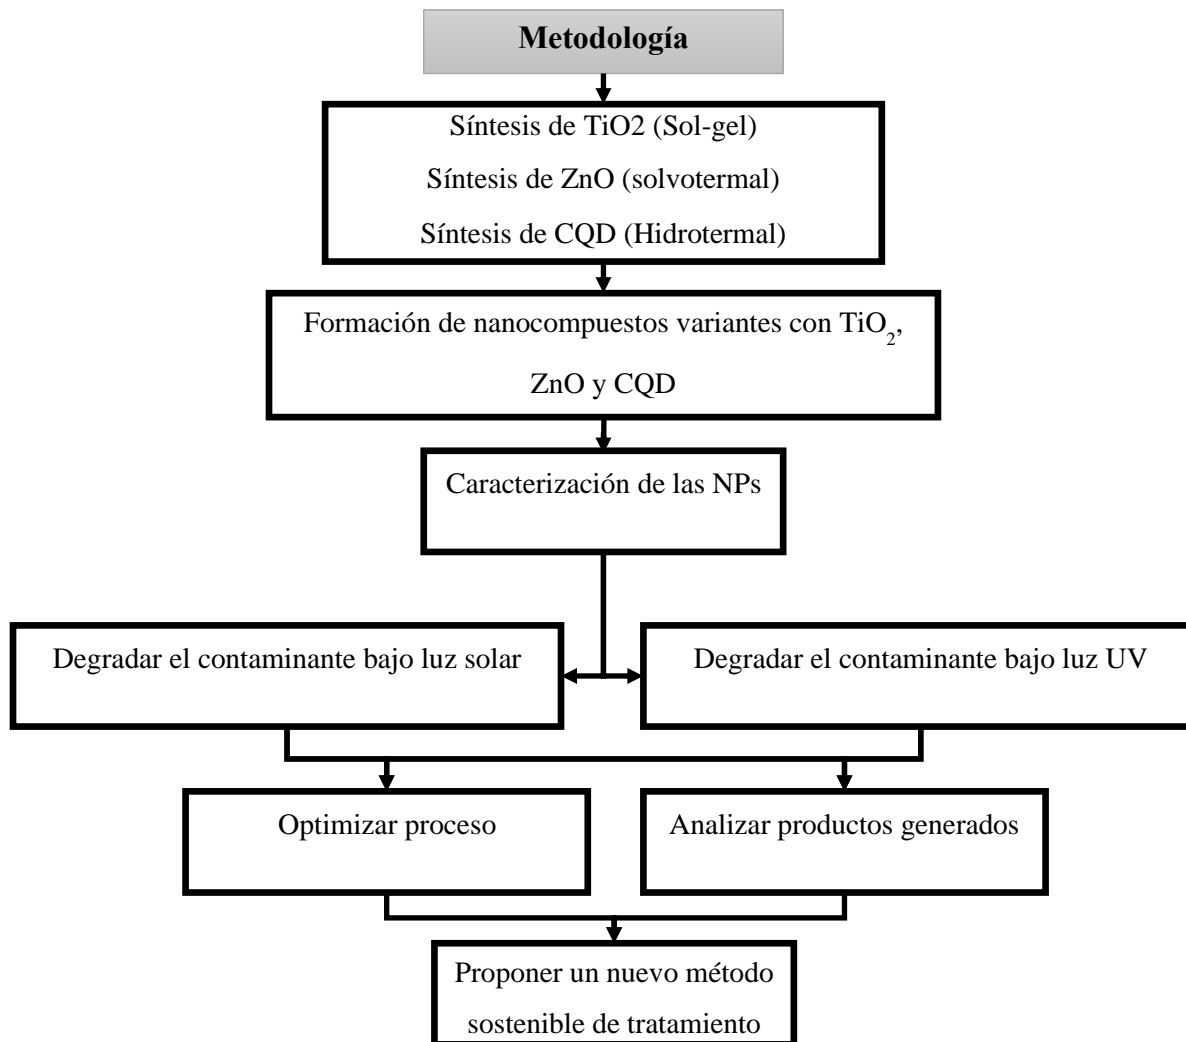 Metodología
Síntesis de TiO2 (Sol-gel)
Síntesis de ZnO (solvotermal)
Síntesis de CQD (Hidrotermal)
Formación de nanocompuestos variantes con TiO₂,
ZnO y CQD
Caracterización de las NPs
Degradar el contaminante bajo luz solar
Degradar el contaminante bajo luz UV
Optimizar proceso
Analizar productos generados
Proponer un nuevo método
sostenible de tratamiento